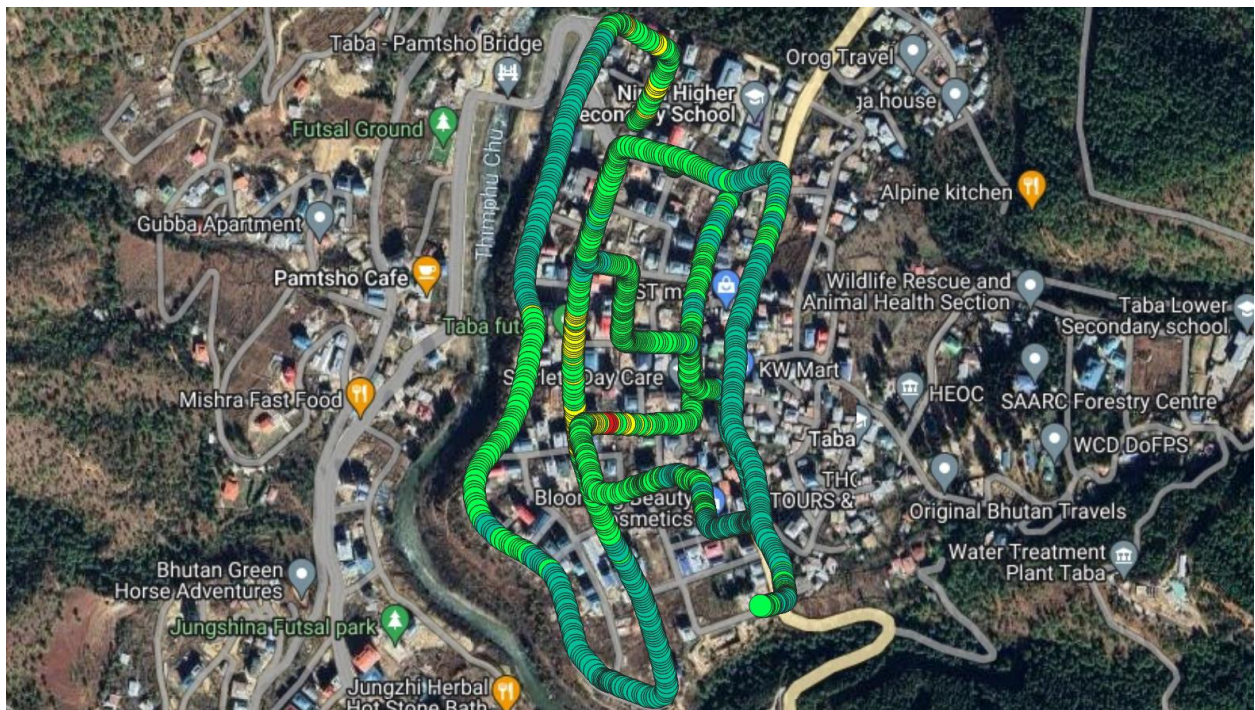 Taba - Pamtsho Bridge
Orog Travel
Higher
Secondary School
ja house
Futsal Ground
Thimphu Chu
Alpine kitchen
Gubba Apartment
Pamtsho Cafe
ST m
Wildlife Rescue and
Animal Health Section
Taba Lower
Secondary school
Taba fut
Day Care
KW Mart
Mishra Fast Food
HEOC
SAARC Forestry Centre
Taba
WCD DoFPS
Beauty
osmetics
TOURS &
Original Bhutan Travels
Water Treatment
Plant Taba
Bhutan Green
Horse Adventures
Jungshina Futsal park
Jungzhi Herbal
Hot Stone Bath